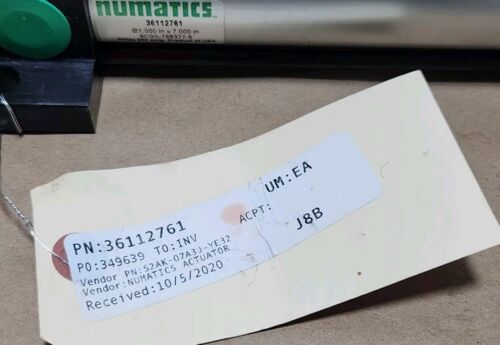 numatics
36112761
Ø1.500 in x 7.000 in
PN:36112761
PO:349639 TO:INV
Vendor PN:S2AK-07A3J-YE32
Vendor:NUMATICS ACTUATOR
Received:10/5/2020
UM:EA
ACPT:
J8B